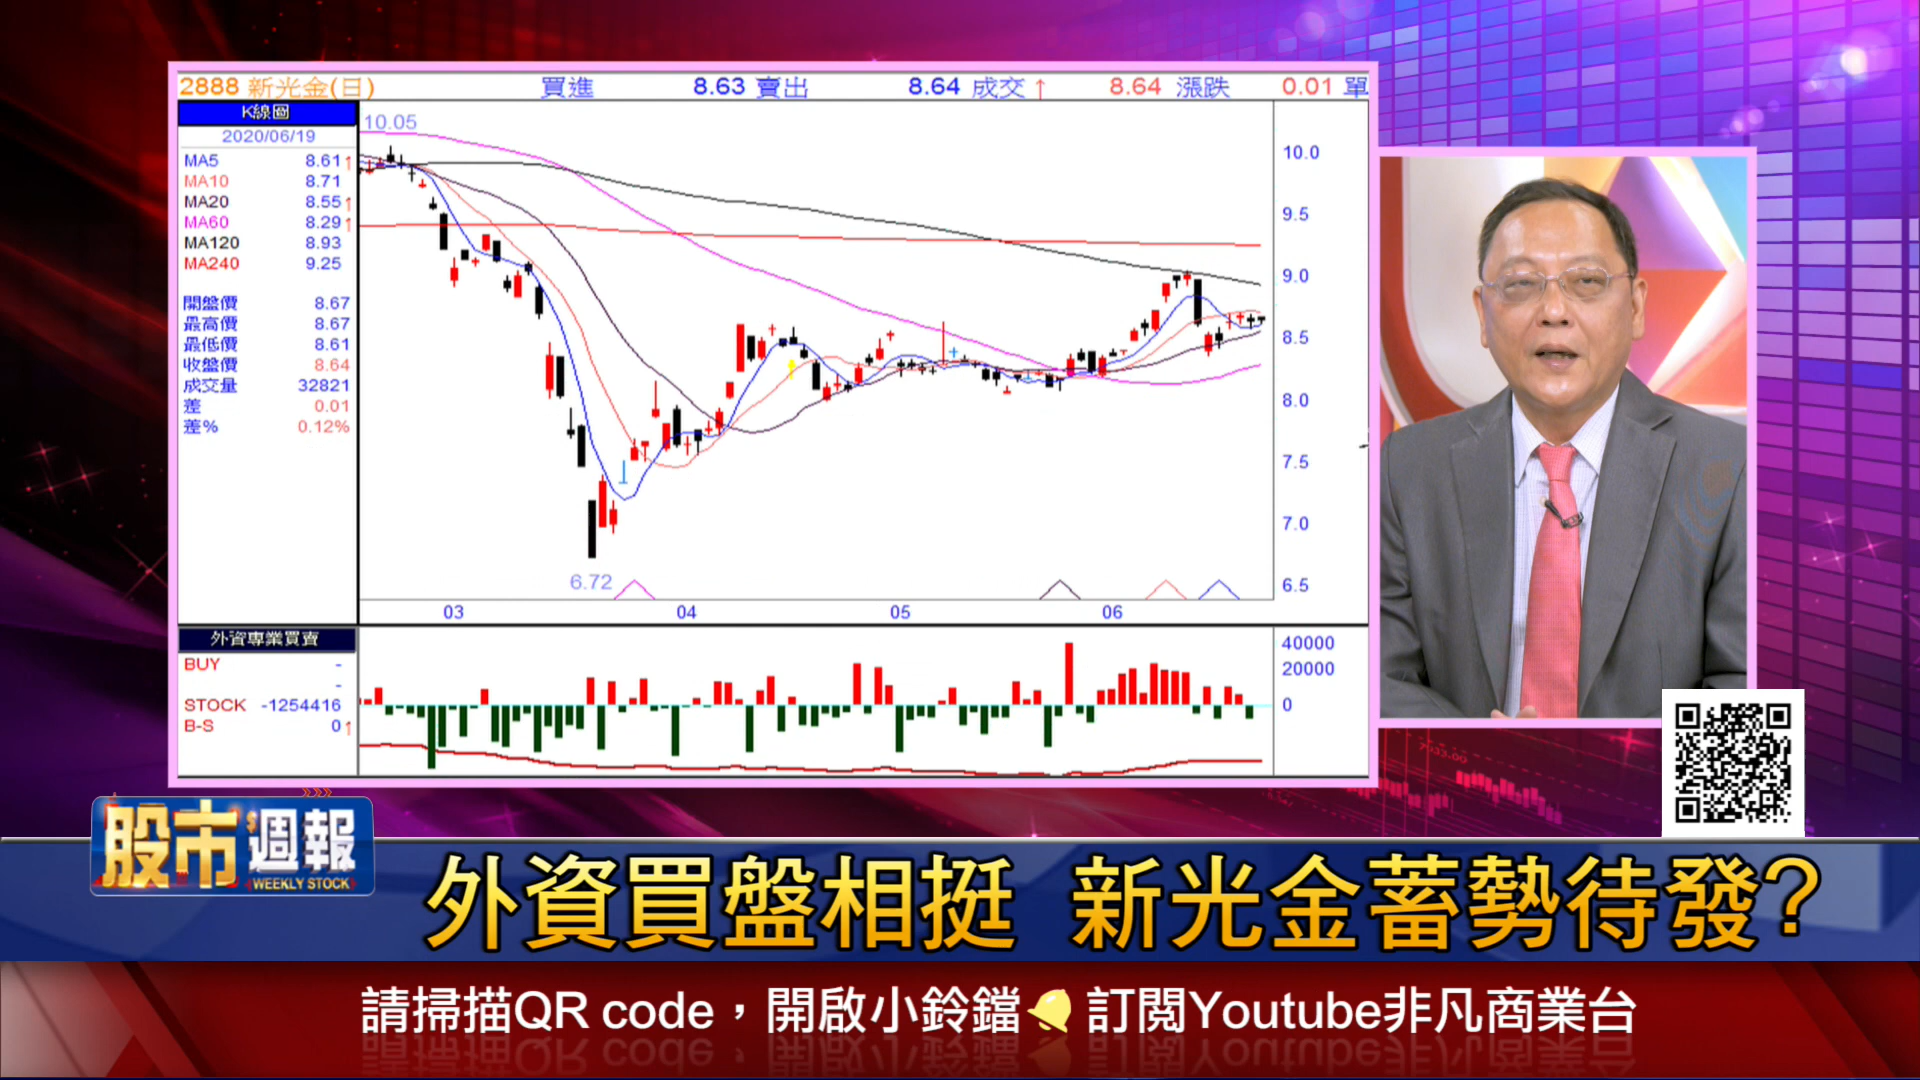 2888 新光金(日) 買進 8.63 賣出 8.64 成交↑ 8.64 漲跌 0.01 單
K線圖
2020/06/19
MA5 8.61↑
MA10 8.71
MA20 8.55↑
MA60 8.29↑
MA120 8.93
MA240 9.25
開盤價 8.67
最高價 8.67
最低價 8.61
收盤價 8.64
成交量 32821
差 0.01
差% 0.12%
10.05
6.72
10.0
9.5
9.0
8.5
8.0
7.5
7.0
6.5
03 04 05 06
外資專業買賣
BUY -
-
STOCK -1254416
B-S 0↑
40000
20000
0
股市週報
WEEKLY STOCK
外資買盤相挺 新光金蓄勢待發?
請掃描QR code，開啟小鈴鐺🔔訂閱Youtube非凡商業台